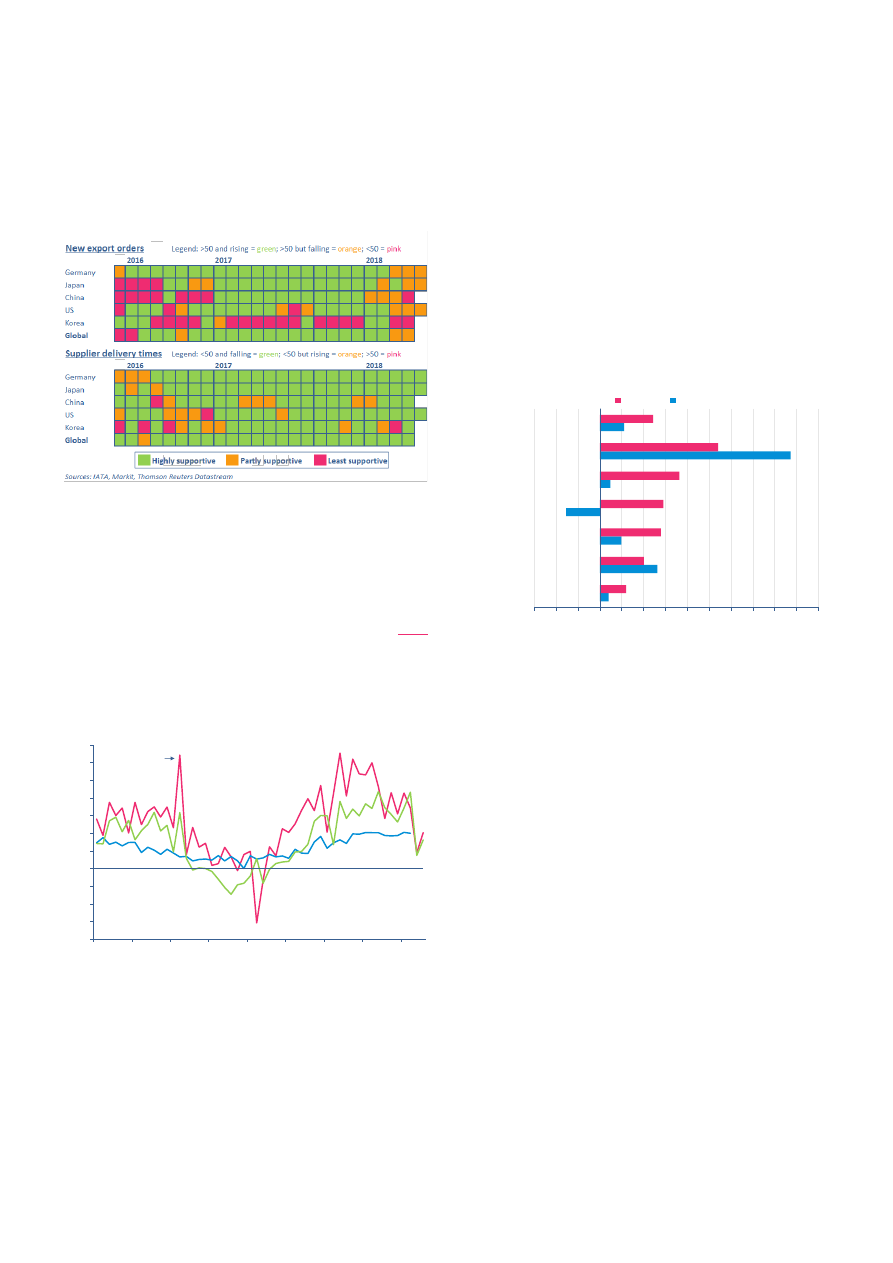 New export orders Legend: >50 and rising = green; >50 but falling = orange; <50 = pink
2016 2017 2018
Germany
Japan
China
US
Korea
Global
Supplier delivery times Legend: <50 and falling = green; <50 but rising = orange; >50 = pink
2016 2017 2018
Germany
Japan
China
US
Korea
Global
Highly supportive Partly supportive Least supportive
Sources: IATA, Markit, Thomson Reuters Datastream